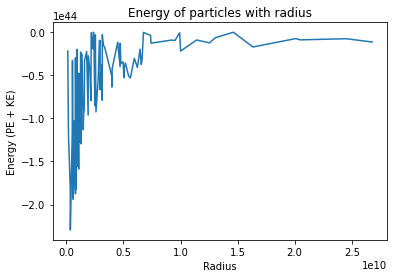 Energy of particles with radius
1e44
0.0
−0.5
−1.0
−1.5
−2.0
Energy (PE + KE)
0.0
0.5
1.0
1.5
2.0
2.5
1e10
Radius